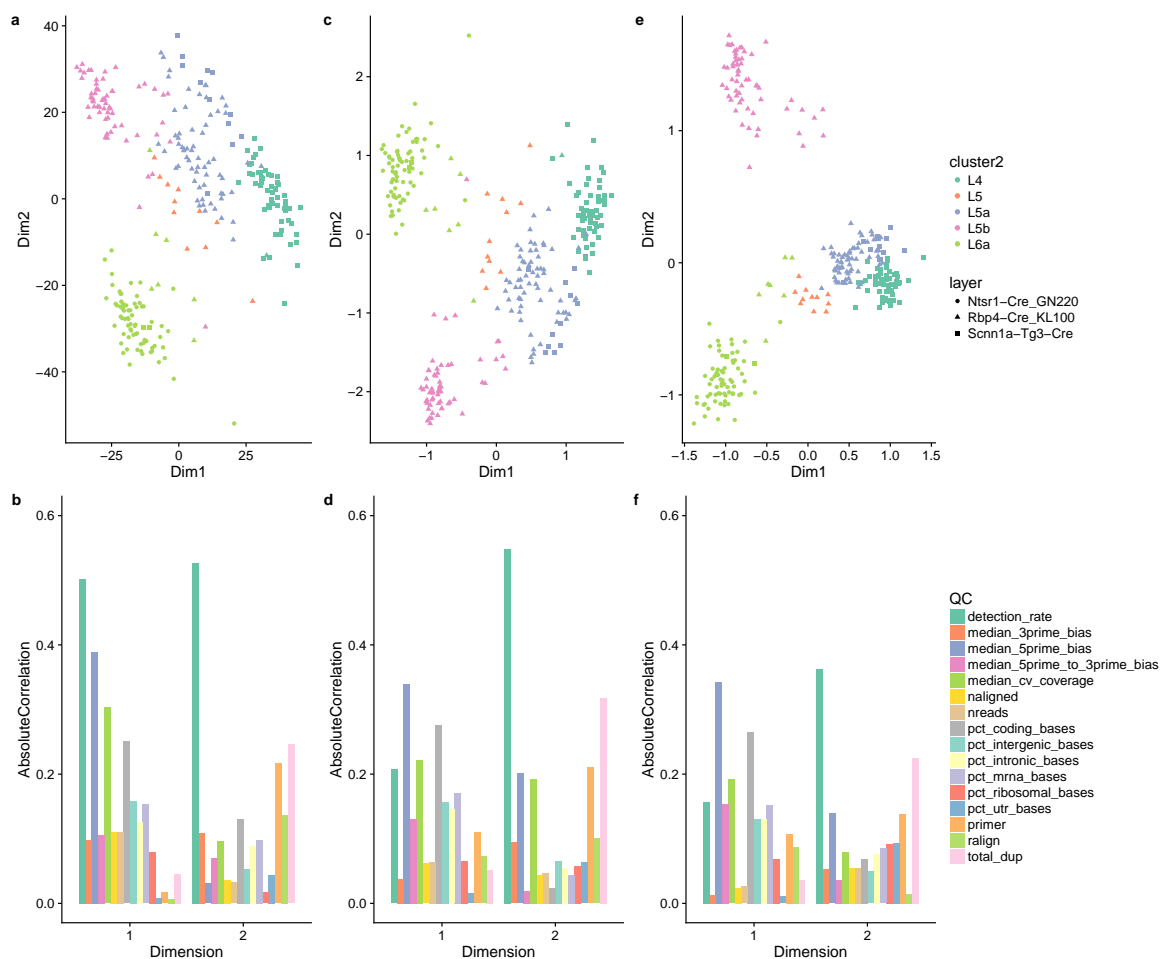 a
40
20
0
−20
−40
Dim2
−25
0
25
Dim1
c
2
1
0
−1
−2
Dim2
−1
0
1
Dim1
e
1
0
−1
Dim2
−1.5
−1.0
−0.5
0.0
0.5
1.0
1.5
Dim1
cluster2
L4
L5
L5a
L5b
L6a
layer
Ntsr1−Cre_GN220
Rbp4−Cre_KL100
Scnn1a−Tg3−Cre
b
0.6
0.4
0.2
0.0
AbsoluteCorrelation
1
2
Dimension
d
0.6
0.4
0.2
0.0
AbsoluteCorrelation
1
2
Dimension
f
0.6
0.4
0.2
0.0
AbsoluteCorrelation
1
2
Dimension
QC
detection_rate
median_3prime_bias
median_5prime_bias
median_5prime_to_3prime_bias
median_cv_coverage
naligned
nreads
pct_coding_bases
pct_intergenic_bases
pct_intronic_bases
pct_mrna_bases
pct_ribosomal_bases
pct_utr_bases
primer
ralign
total_dup